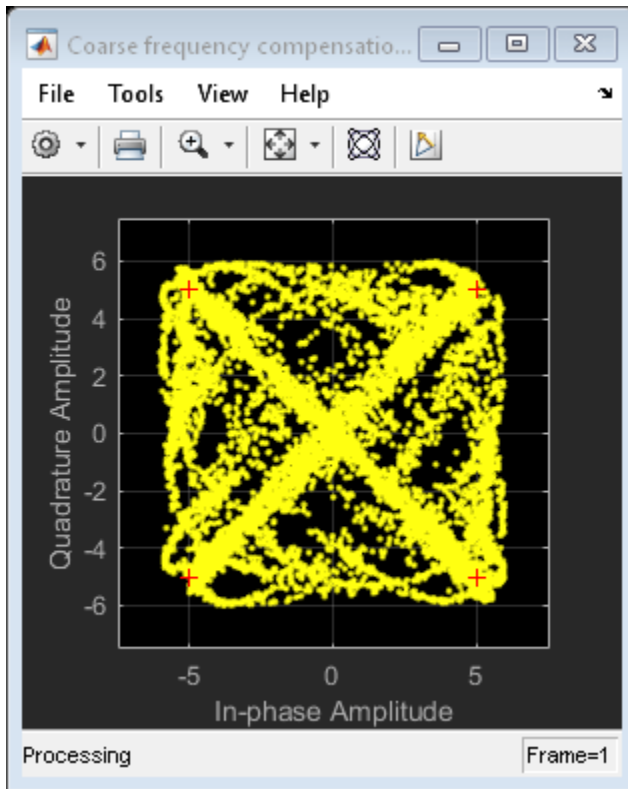 Coarse frequency compensatio...
File Tools View Help
6
4
2
0
-2
-4
-6
Quadrature Amplitude
-5 0 5
In-phase Amplitude
Processing Frame=1